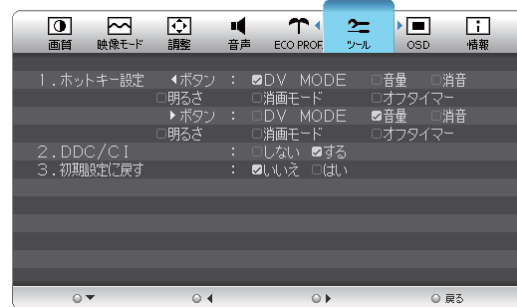 画質 映像モード 調整 音声 ECO PROF. ツール OSD 情報
1.ホットキー設定 ◀ボタン : ☑DV MODE □音量 □消音
□明るさ □消画モード □オフタイマー
▶ボタン : □DV MODE ☑音量 □消音
□明るさ □消画モード □オフタイマー
2.DDC/CI : □しない ☑する
3.初期設定に戻す : ☑いいえ □はい
▼ ◀ ▶ 戻る